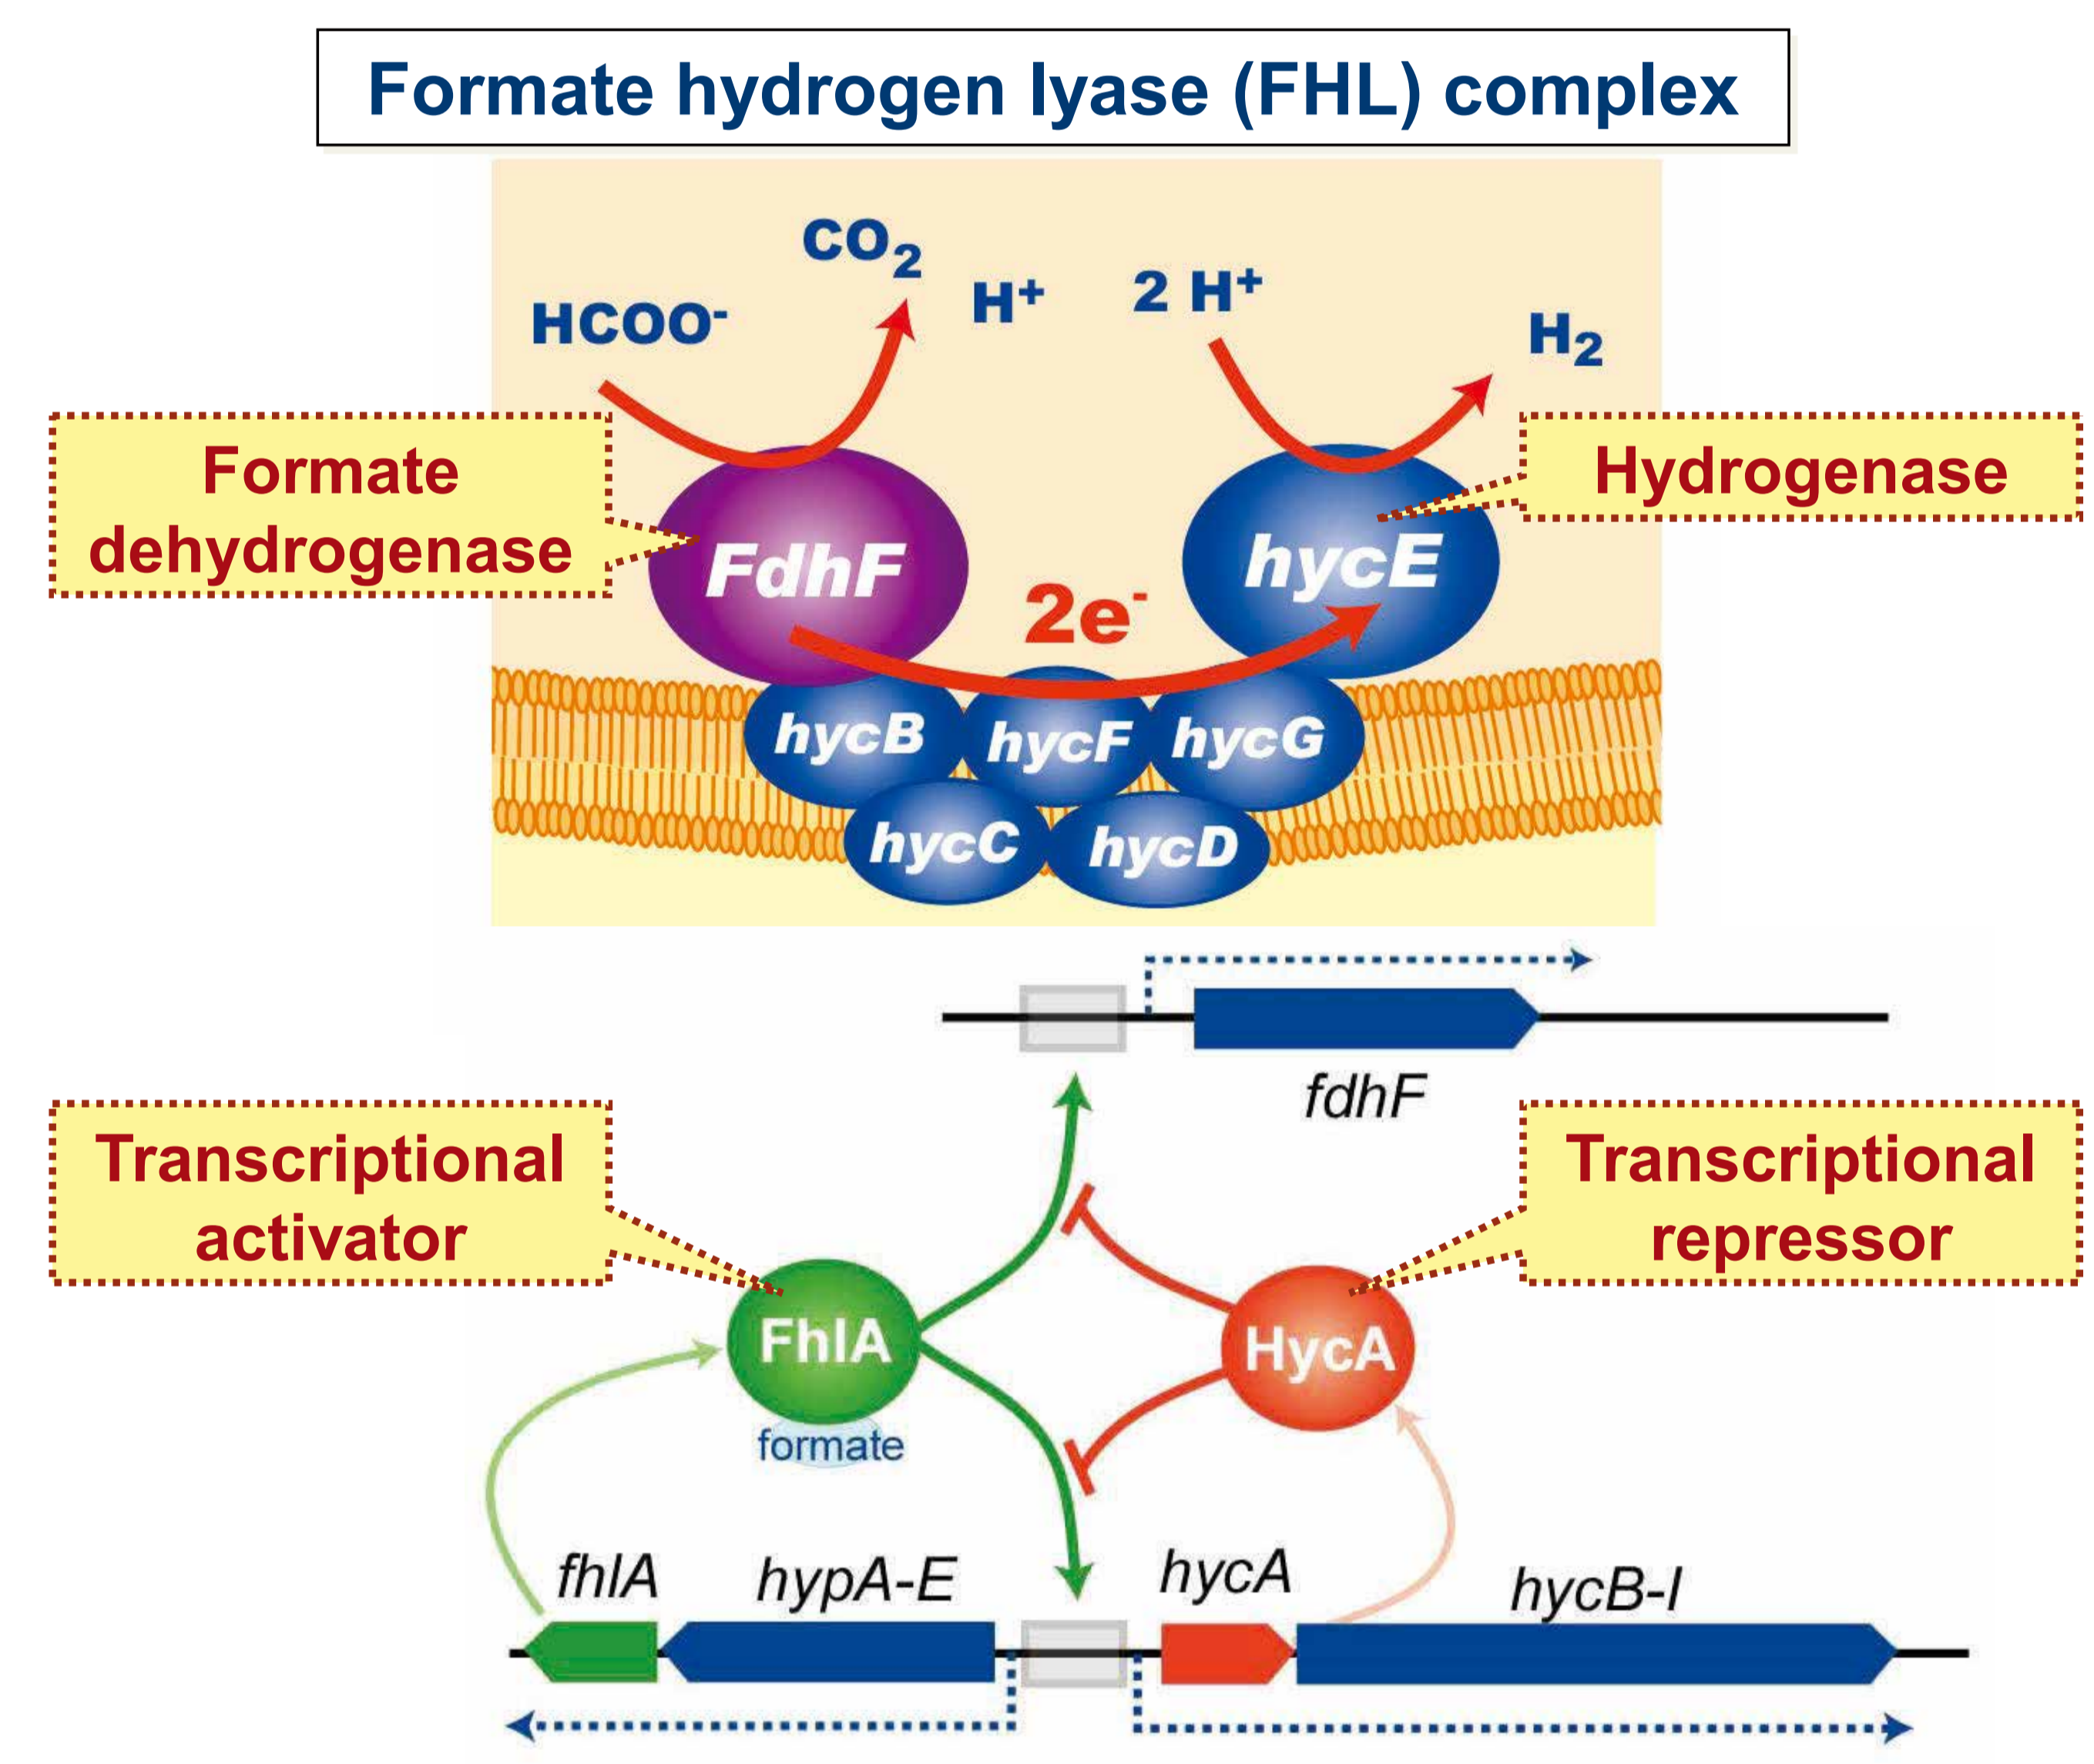 Formate hydrogen lyase (FHL) complex
CO2
H+
2 H+
HCOO-
H2
Formate
dehydrogenase
Hydrogenase
FdhF
hycE
2e-
hycB
hycF
hycG
hycC
hycD
fdhF
Transcriptional
activator
Transcriptional
repressor
FhlA
HycA
formate
fhlA
hypA-E
hycA
hycB-I